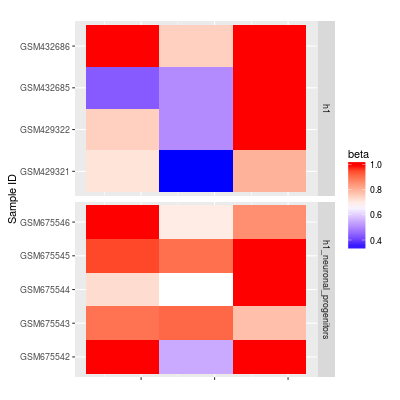 GSM432686
GSM432685
GSM429322
GSM429321
h1
GSM675546
GSM675545
GSM675544
GSM675543
GSM675542
h1_neuronal_progenitors
Sample ID
beta
1.0
0.8
0.6
0.4